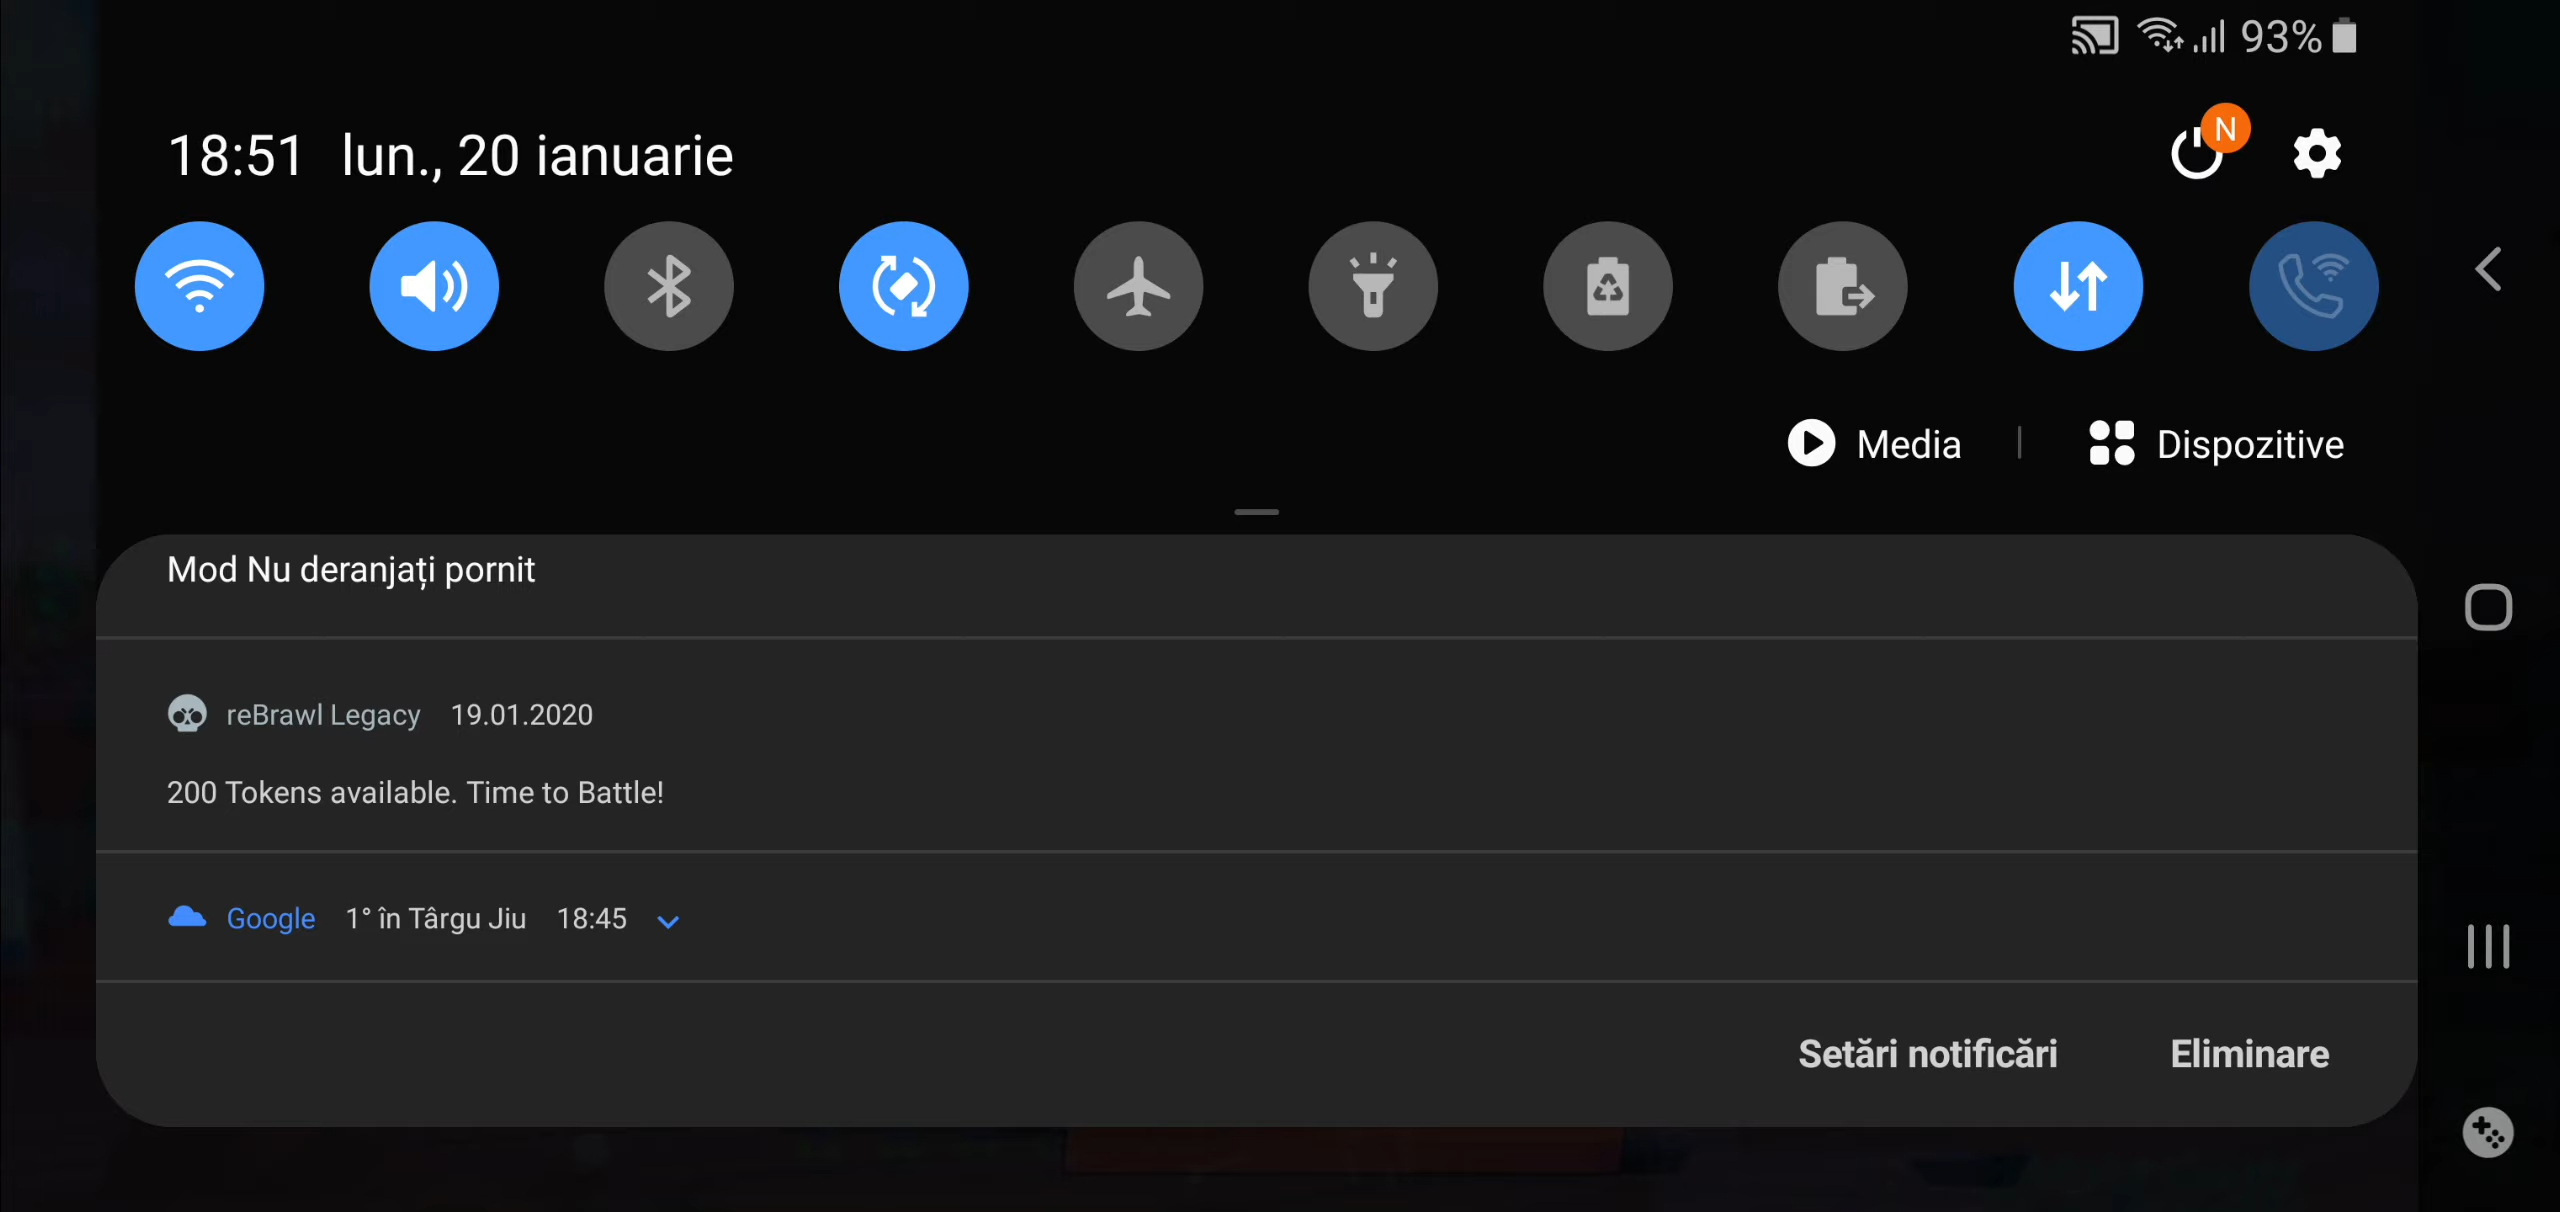 93%
18:51 lun., 20 ianuarie
N
Media | Dispozitive
Mod Nu deranjați pornit
reBrawl Legacy 19.01.2020
200 Tokens available. Time to Battle!
Google 1° în Târgu Jiu 18:45
Setări notificări Eliminare